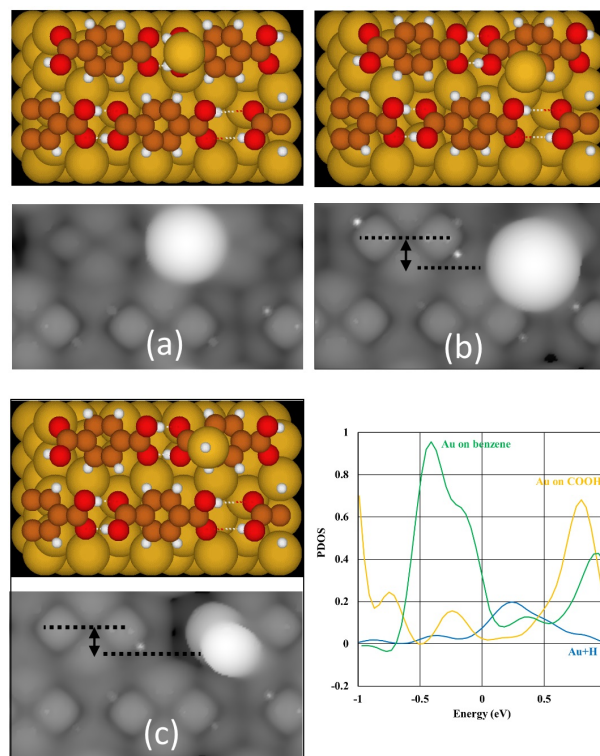 (a)
(b)
(c)
1
0.8
0.6
0.4
0.2
0
-0.2
-1
-0.5
0
0.5
PDOS
Energy (eV)
Au on benzene
Au on COOH
Au+H